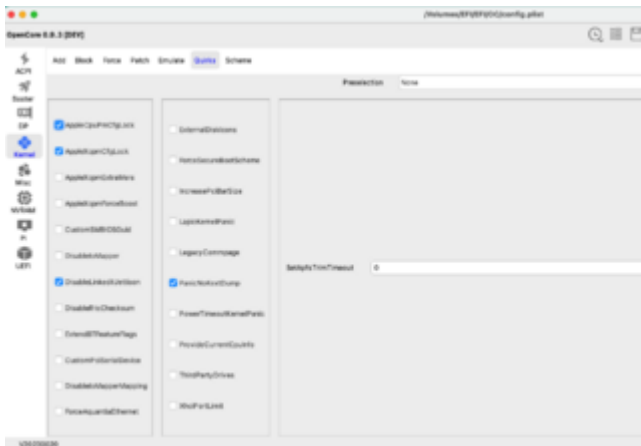 /Volumes/EFI/EFI/OC/config.plist
OpenCore 0.9.3 [DEV]
ACPI
Booter
DP
Kernel
Misc
NVRAM
PI
UEFI
Add Block Force Patch Emulate Quirks Scheme
Preselection None
AppleCpuPmCfgLock
AppleXcpmCfgLock
AppleXcpmExtraMsrs
AppleXcpmForceBoost
CustomSMBIOSGuid
DisableIoMapper
DisableLinkeditJettison
DisableRtcChecksum
ExtendBTFeatureFlags
CustomPciSerialDevice
DisableIoMapperMapping
ForceAquantiaEthernet
ExternalDiskIcons
ForceSecureBootScheme
IncreasePciBarSize
LapicKernelPanic
LegacyCommpage
PanicNoKextDump
PowerTimeoutKernelPanic
ProvideCurrentCpuInfo
ThirdPartyDrives
XhciPortLimit
SetApfsTrimTimeout 0